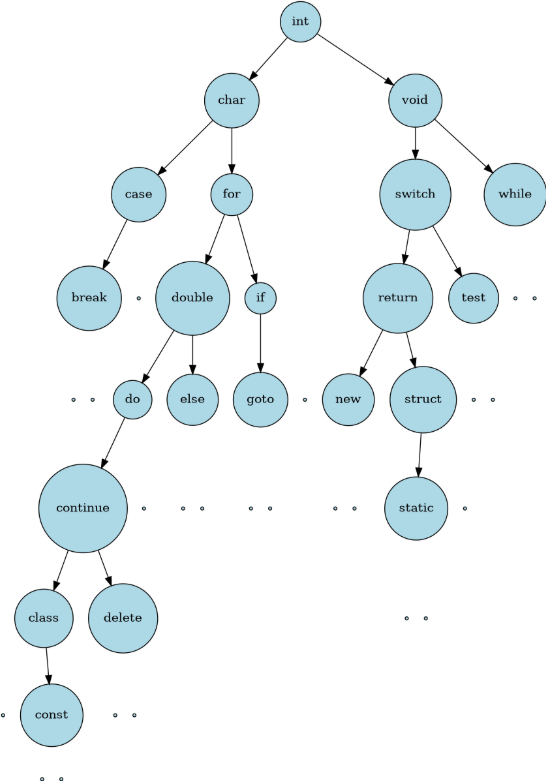 int
char
void
case
for
switch
while
break
double
if
return
test
do
else
goto
new
struct
continue
static
class
delete
const